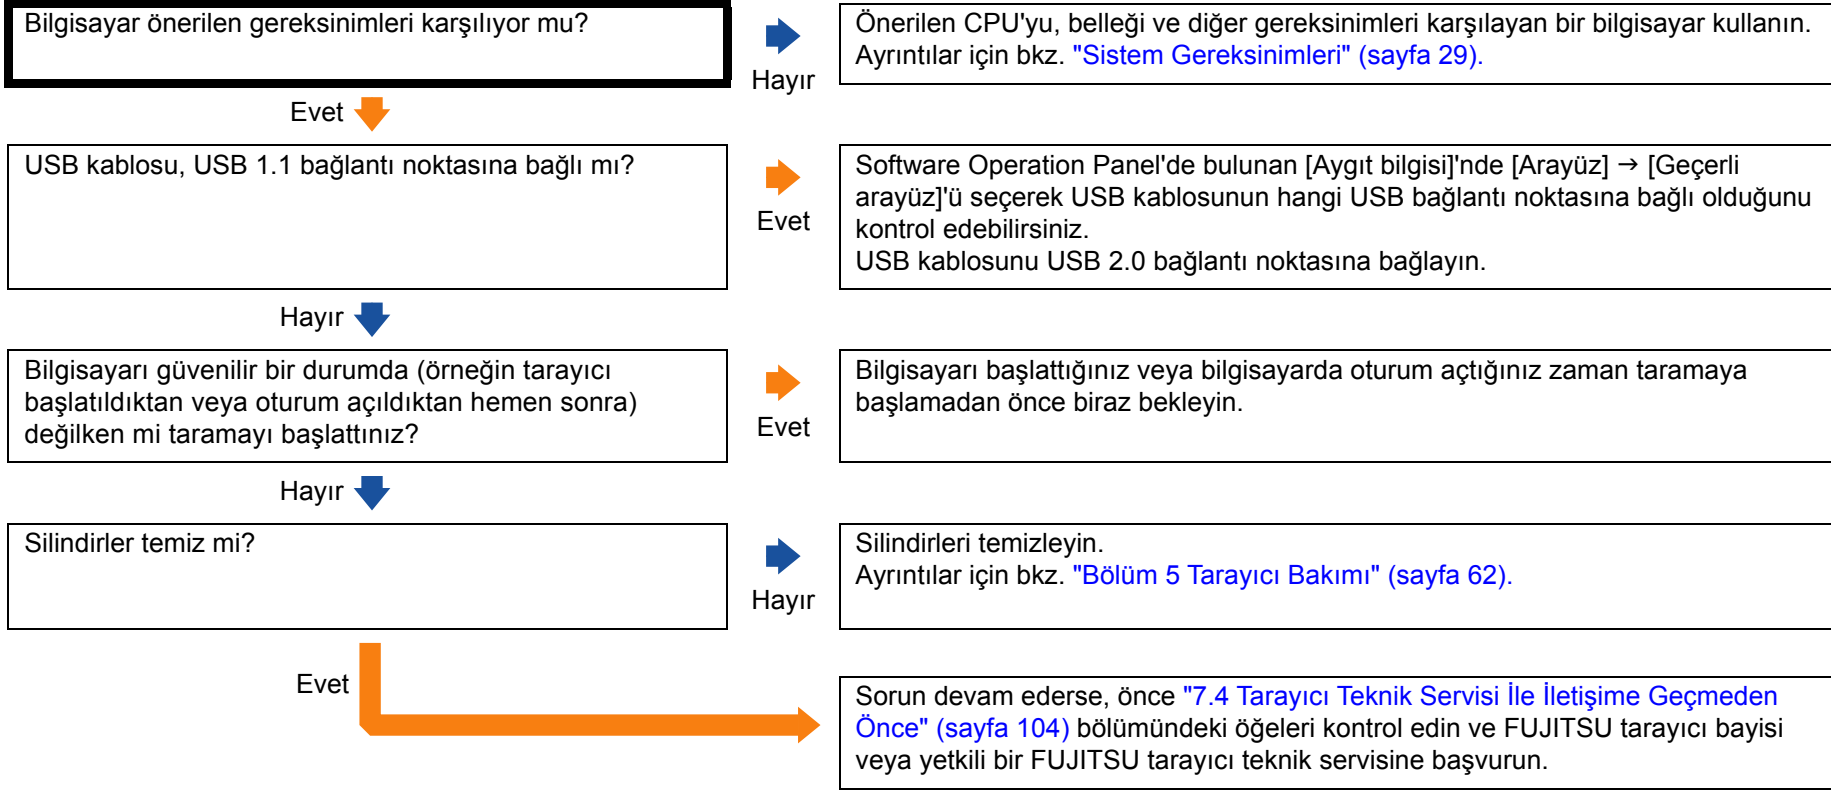 Bilgisayar önerilen gereksinimleri karşılıyor mu?
Hayır
Önerilen CPU'yu, belleği ve diğer gereksinimleri karşılayan bir bilgisayar kullanın.
Ayrıntılar için bkz. "Sistem Gereksinimleri" (sayfa 29).
Evet
USB kablosu, USB 1.1 bağlantı noktasına bağlı mı?
Evet
Software Operation Panel'de bulunan [Aygıt bilgisi]'nde [Arayüz] → [Geçerli
arayüz]'ü seçerek USB kablosunun hangi USB bağlantı noktasına bağlı olduğunu
kontrol edebilirsiniz.
USB kablosunu USB 2.0 bağlantı noktasına bağlayın.
Hayır
Bilgisayarı güvenilir bir durumda (örneğin tarayıcı
başlatıldıktan veya oturum açıldıktan hemen sonra)
değilken mi taramayı başlattınız?
Evet
Bilgisayarı başlattığınız veya bilgisayarda oturum açtığınız zaman taramaya
başlamadan önce biraz bekleyin.
Hayır
Silindirler temiz mi?
Hayır
Silindirleri temizleyin.
Ayrıntılar için bkz. "Bölüm 5 Tarayıcı Bakımı" (sayfa 62).
Evet
Sorun devam ederse, önce "7.4 Tarayıcı Teknik Servisi İle İletişime Geçmeden
Önce" (sayfa 104) bölümündeki öğeleri kontrol edin ve FUJITSU tarayıcı bayisi
veya yetkili bir FUJITSU tarayıcı teknik servisine başvurun.